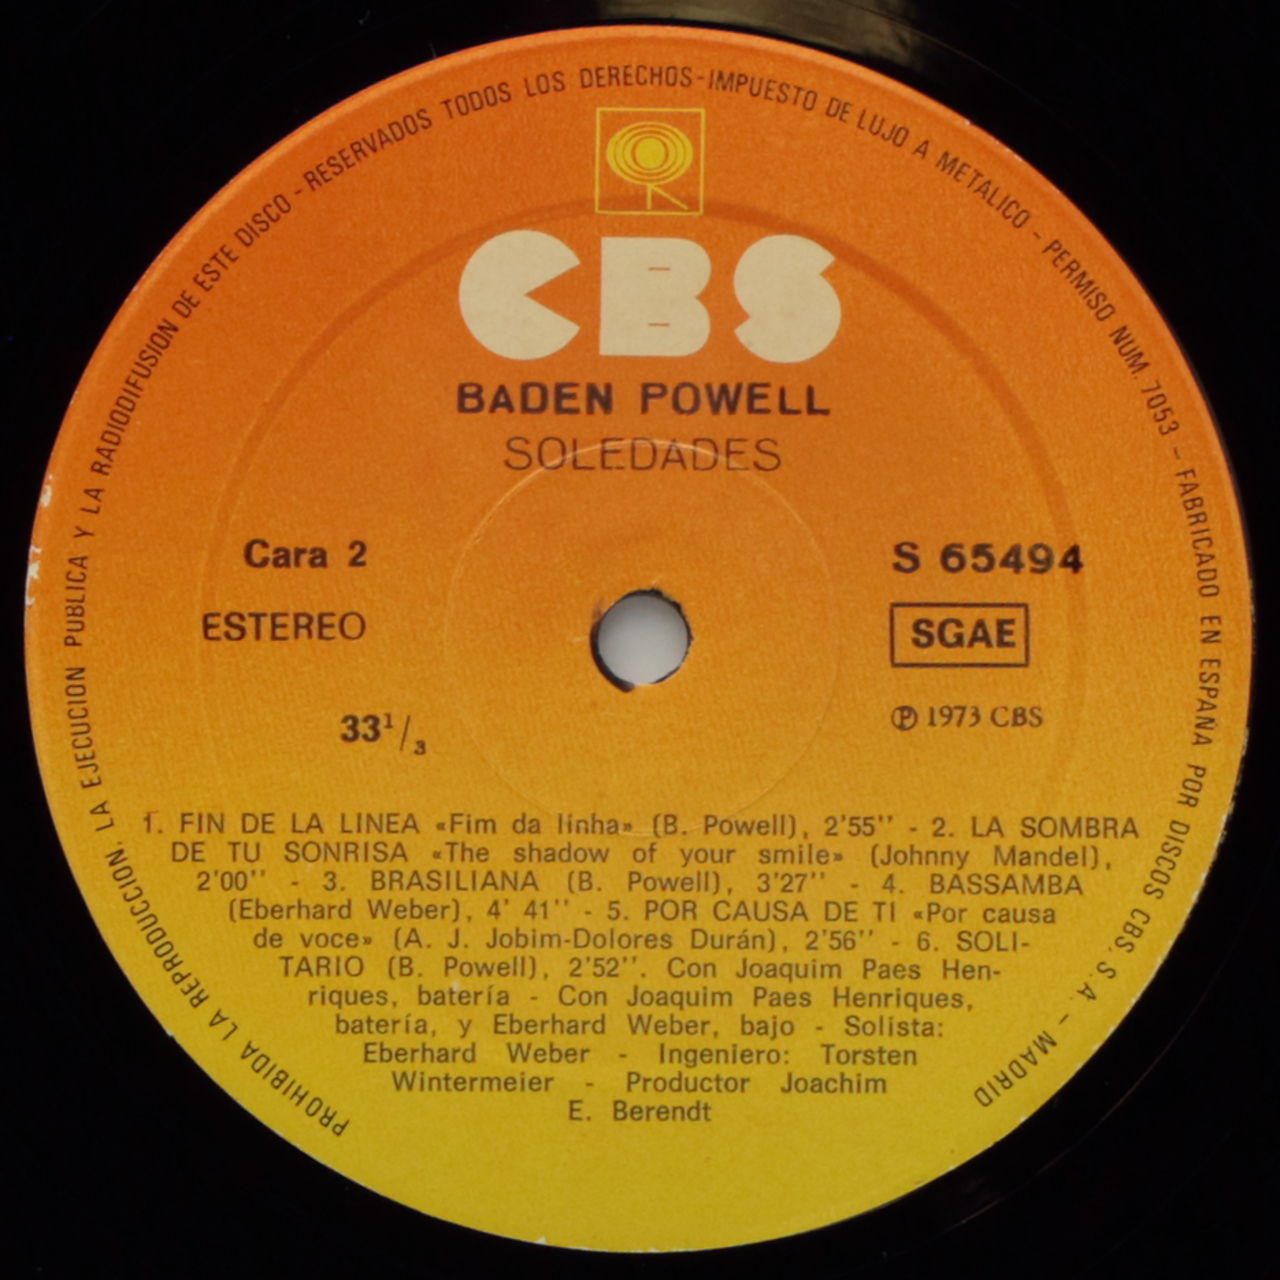 PROHIBIDA LA REPRODUCCION, LA EJECUCION PUBLICA Y LA RADIODIFUSION DE ESTE DISCO - RESERVADOS TODOS LOS DERECHOS - IMPUESTO DE LUJO A METALICO - PERMISO NUM. 7053 - FABRICADO EN ESPAÑA POR DISCOS CBS. S. A. - MADRID
CBS
BADEN POWELL
SOLEDADES
Cara 2
S 65494
ESTEREO
SGAE
33¹/₃
Ⓟ 1973 CBS
1. FIN DE LA LINEA «Fim da linha» (B. Powell), 2'55'' - 2. LA SOMBRA
DE TU SONRISA «The shadow of your smile» (Johnny Mandel),
2'00'' - 3. BRASILIANA (B. Powell), 3'27'' - 4. BASSAMBA
(Eberhard Weber), 4' 41'' - 5. POR CAUSA DE TI «Por causa
de voce» (A. J. Jobim-Dolores Durán), 2'56'' - 6. SOLI-
TARIO (B. Powell), 2'52''. Con Joaquim Paes Hen-
riques, batería - Con Joaquim Paes Henriques,
batería, y Eberhard Weber, bajo - Solista:
Eberhard Weber - Ingeniero: Torsten
Wintermeier - Productor Joachim
E. Berendt